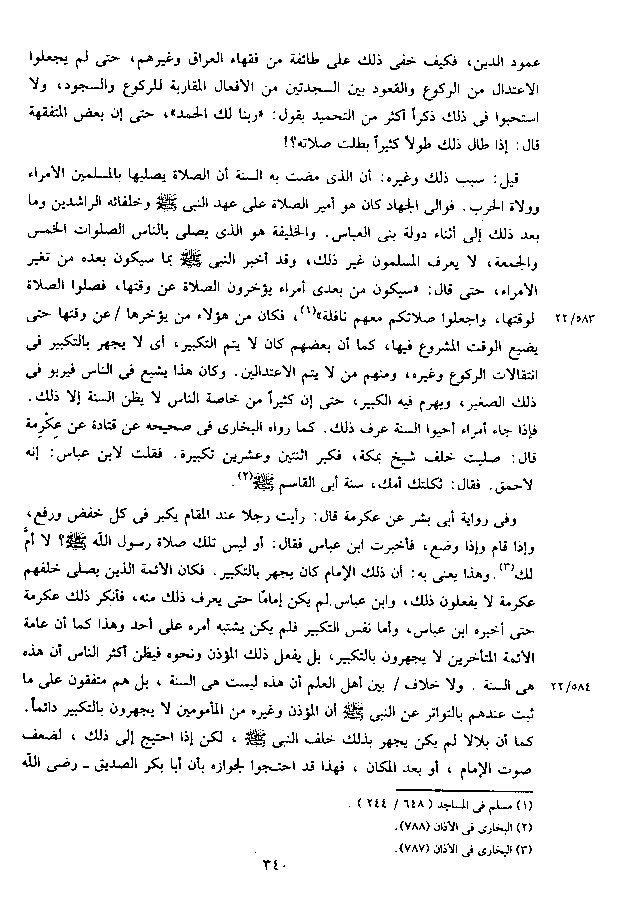 عمود الدين، فكيف خفى ذلك على طائفة من فقهاء العراق وغيرهم، حتى لم يجعلوا
الاعتدال من الركوع والقعود بين السجدتين من الأفعال المقاربة للركوع والسجود، ولا
استحبوا فى ذلك ذكراً أكثر من التحميد بقول: «ربنا لك الحمد»، حتى إن بعض المتفقهة
قال: إذا طال ذلك طولاً كثيراً بطلت صلاته؟!
قيل: سبب ذلك وغيره: أن الذى مضت به السنة أن الصلاة يصليها بالمسلمين الأمراء
وولاة الحرب. فوالى الجهاد كان هو أمير الصلاة على عهد النبى ﷺ وخلفائه الراشدين وما
بعد ذلك إلى أثناء دولة بنى العباس. والخليفة هو الذى يصلى بالناس الصلوات الخمس
والجمعة، لا يعرف المسلمون غير ذلك، وقد أخبر النبى ﷺ بما سيكون بعده من تغير
الأمراء، حتى قال: «سيكون من بعدى أمراء يؤخرون الصلاة عن وقتها، فصلوا الصلاة
لوقتها، واجعلوا صلاتكم معهم نافلة»(١)، فكان من هؤلاء من يؤخرها /عن وقتها حتى ٢٢/٥٨٣
يضيع الوقت المشروع فيها، كما أن بعضهم كان لا يتم التكبير، أى لا يجهر بالتكبير فى
انتقالات الركوع وغيره، ومنهم من لا يتم الاعتدالين. وكان هذا يشيع فى الناس فيربو فى
ذلك الصغير، ويهرم فيه الكبير، حتى إن كثيراً من خاصة الناس لا يظن السنة إلا ذلك.
فإذا جاء أمراء أحيوا السنة عرف ذلك. كما رواه البخارى فى صحيحه عن قتادة عن عِكْرِمة
قال: صليت خلف شيخ بمكة، فكبر اثنتين وعشرين تكبيرة. فقلت لابن عباس: إنه
لأحمق. فقال: ثكلتك أمك، سنة أبى القاسم ﷺ(٢).
وفى رواية أبى بشر عن عكرمة قال: رأيت رجلا عند المقام يكبر فى كل خفض ورفع،
وإذا قام وإذا وضع، فأخبرت ابن عباس فقال: أو ليس تلك صلاة رسول الله ﷺ؟ لا أمَّ
لك(٣). وهذا يعنى به: أن ذلك الإمام كان يجهر بالتكبير. فكان الأئمة الذين يصلى خلفهم
عكرمة لا يفعلون ذلك، وابن عباس لم يكن إمامًا حتى يعرف ذلك منه، فأنكر ذلك عكرمة
حتى أخبره ابن عباس، وأما نفس التكبير فلم يكن يشتبه أمره على أحد وهذا كما أن عامة
الأئمة المتأخرين لا يجهرون بالتكبير، بل يفعل ذلك المؤذن ونحوه فيظن أكثر الناس أن هذه
هى السنة . ولا خلاف / بين أهل العلم أن هذه ليست هى السنة ، بل هم متفقون على ما ٢٢/٥٨٤
ثبت عندهم بالتواتر عن النبى ﷺ أن المؤذن وغيره من المأمومين لا يجهرون بالتكبير دائماً.
كما أن بلالا لم يكن يجهر بذلك خلف النبى ﷺ ، لكن إذا احتيج إلى ذلك ، لضعف
صوت الإمام ، أو بعد المكان ، فهذا قد احتجوا لجوازه بأن أبا بكر الصديق ـ رضى الله
(١) مسلم فى المساجد ( ٦٤٨ / ٢٤٤ ) .
(٢) البخارى فى الأذان (٧٨٨).
(٣) البخارى فى الأذان (٧٨٧).
٣٤٠